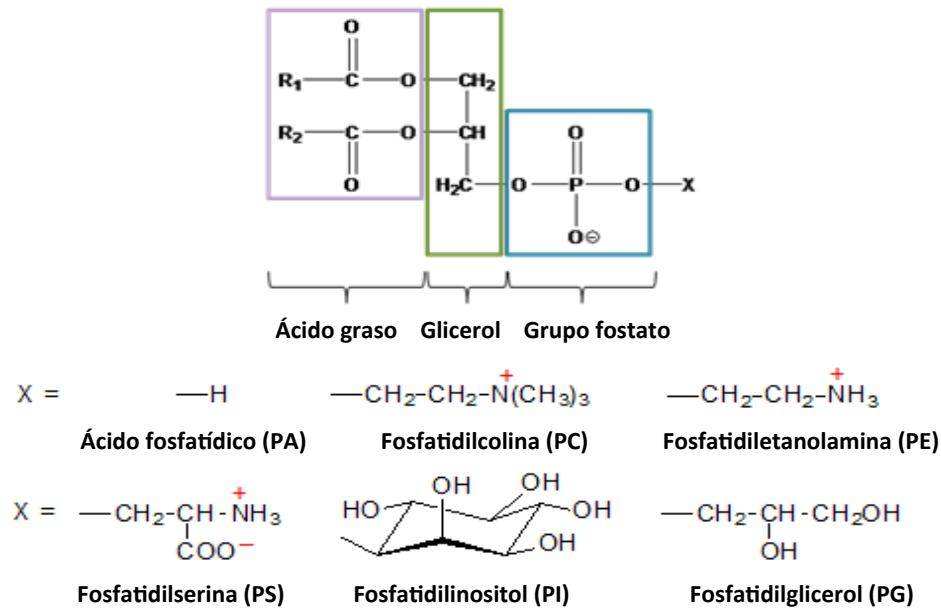 O
R₁—C—O—CH₂
R₂—C—O—CH O
O H₂C—O—P—O—X
O⊖
Ácido graso Glicerol Grupo fostato
X = —H —CH₂-CH₂-N(CH₃)₃ + —CH₂-CH₂-NH₃ +
Ácido fosfatídico (PA) Fosfatidilcolina (PC) Fosfatidiletanolamina (PE)
X = —CH₂-CH-NH₃ + HO OH OH OH OH —CH₂-CH-CH₂OH
COO⁻ OH
Fosfatidilserina (PS) Fosfatidilinositol (PI) Fosfatidilglicerol (PG)